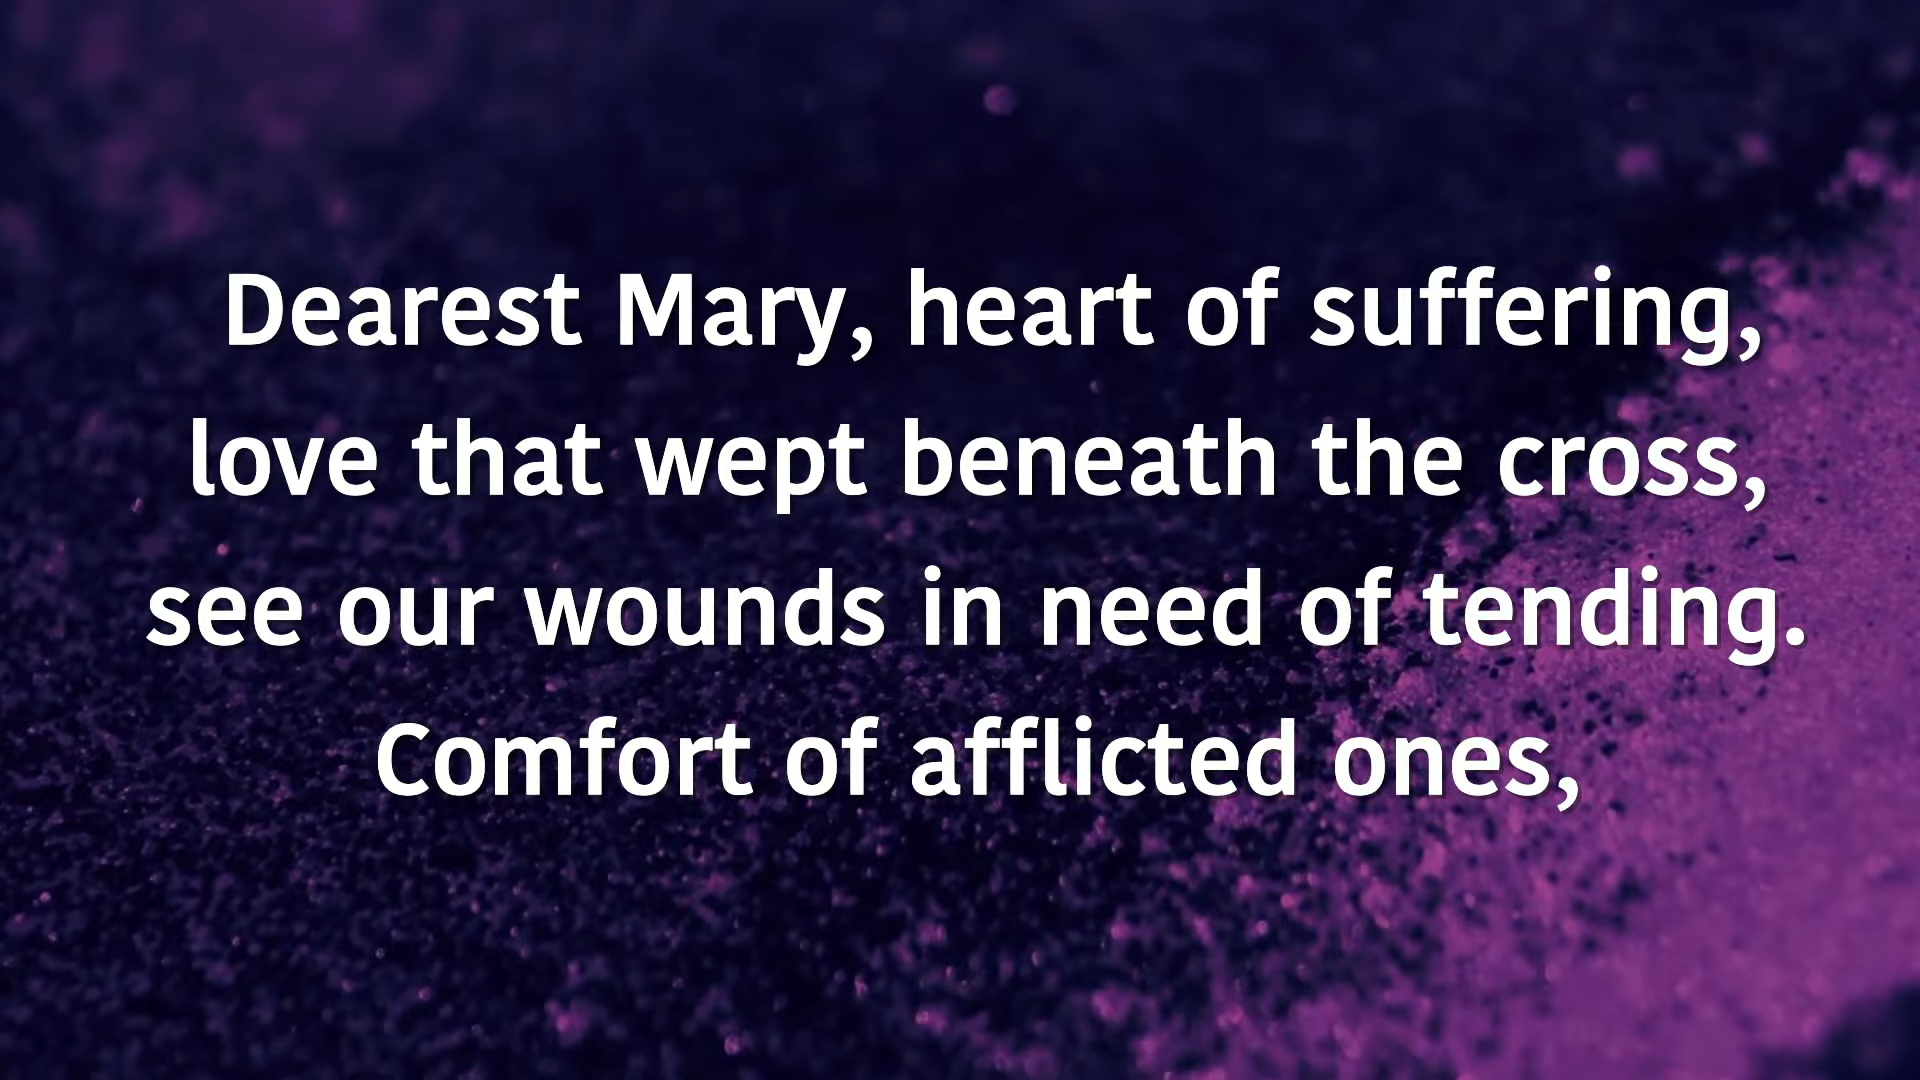 Dearest Mary, heart of suffering,
love that wept beneath the cross,
see our wounds in need of tending.
Comfort of afflicted ones,